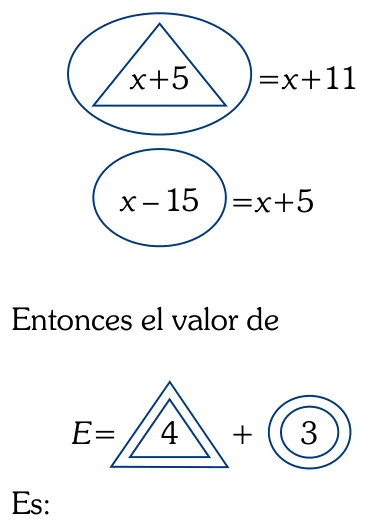 x+5 =x+11
x–15 =x+5
Entonces el valor de
E= 4 + 3
Es: